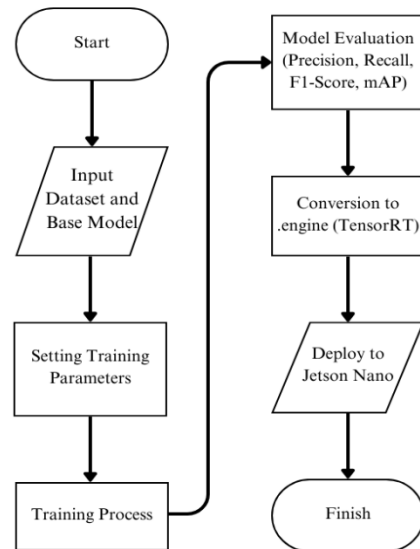 Start
Input
Dataset and
Base Model
Setting Training
Parameters
Training Process
Model Evaluation
(Precision, Recall,
F1-Score, mAP)
Conversion to
.engine (TensorRT)
Deploy to
Jetson Nano
Finish